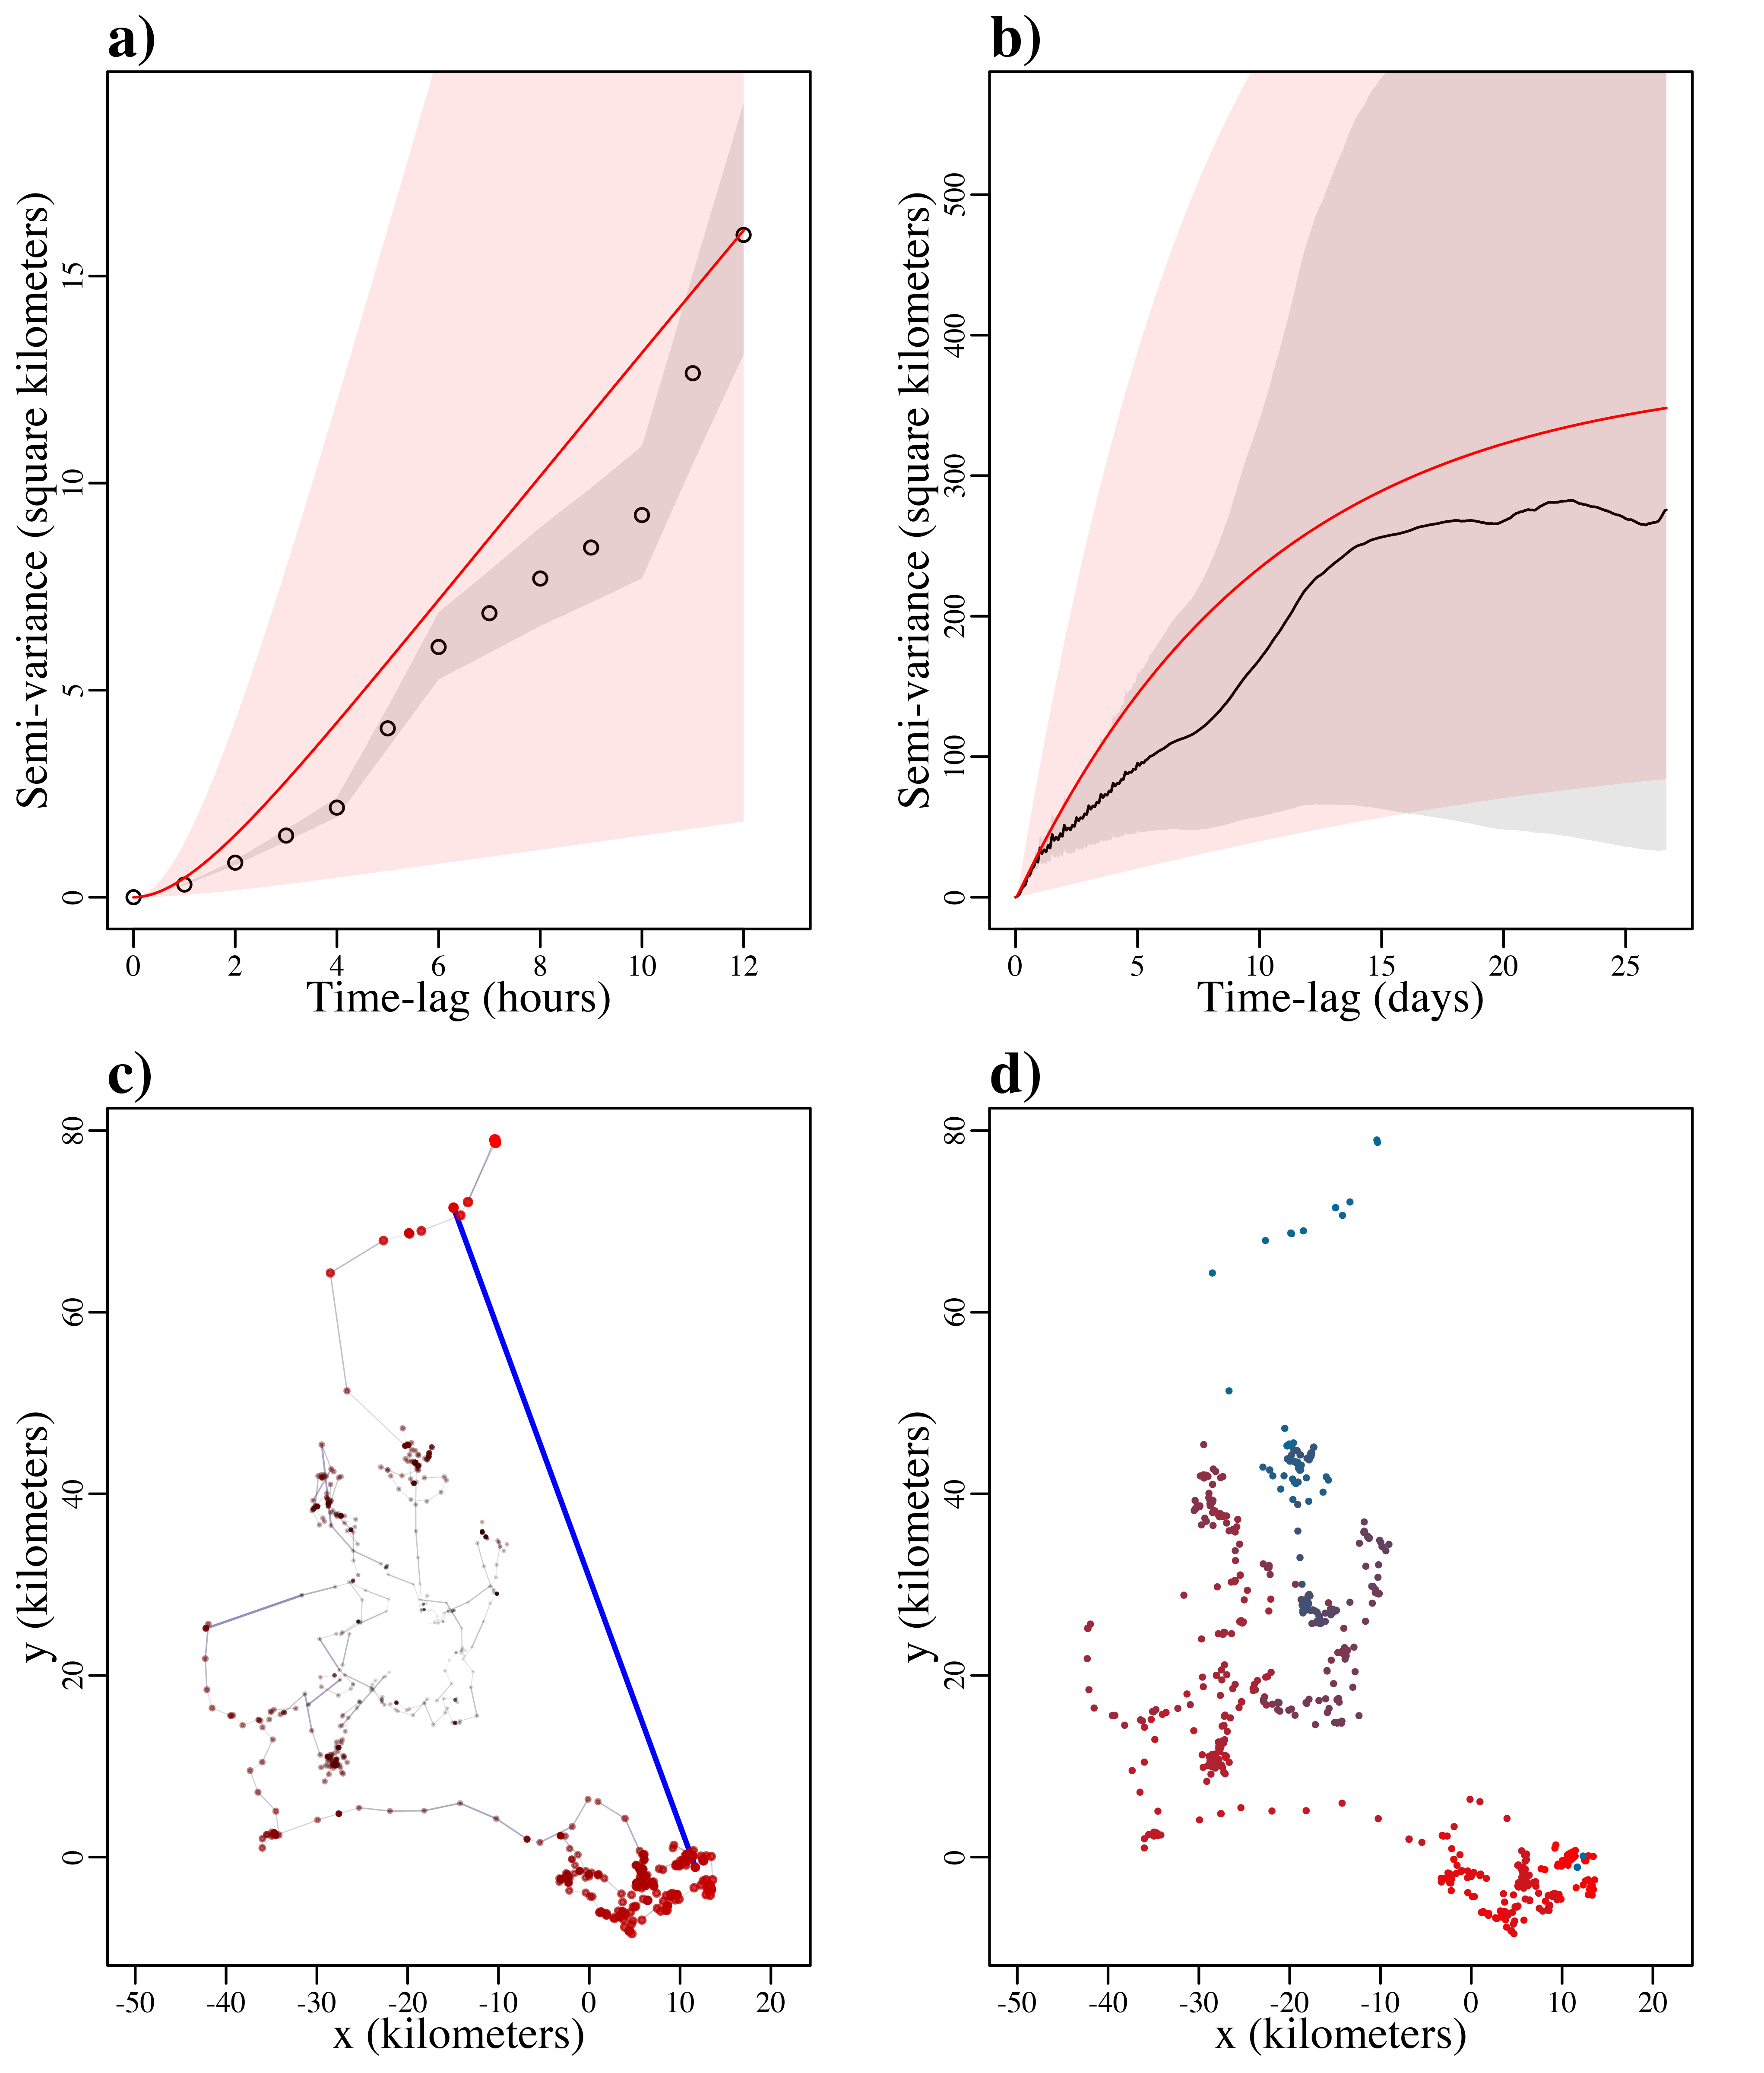 a)
Semi-variance (square kilometers)
15
10
5
0
0 2 4 6 8 10 12
Time-lag (hours)
b)
Semi-variance (square kilometers)
500
400
300
200
100
0
0 5 10 15 20 25
Time-lag (days)
c)
y (kilometers)
80
60
40
20
0
-50 -40 -30 -20 -10 0 10 20
x (kilometers)
d)
y (kilometers)
80
60
40
20
0
-50 -40 -30 -20 -10 0 10 20
x (kilometers)